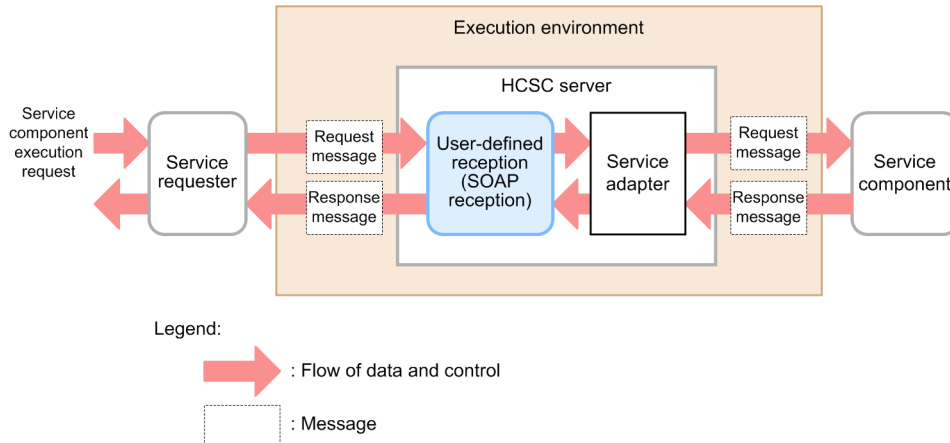 Execution environment
HCSC server
Service
component
execution
request
Service
requester
Request
message
Response
message
User-defined
reception
(SOAP
reception)
Service
adapter
Request
message
Response
message
Service
component
Legend:
: Flow of data and control
: Message